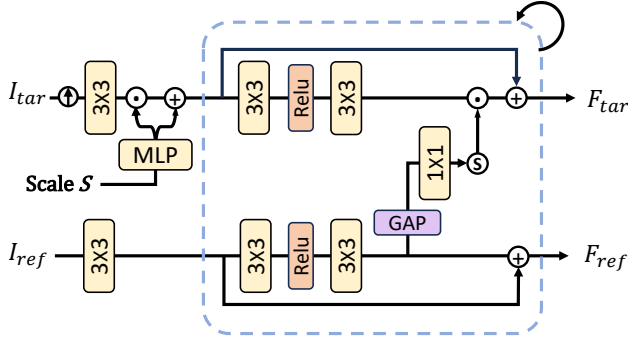 I_tar
3X3
MLP
Scale S
3X3
Relu
3X3
1X1
S
GAP
F_tar
I_ref
3X3
3X3
Relu
3X3
F_ref